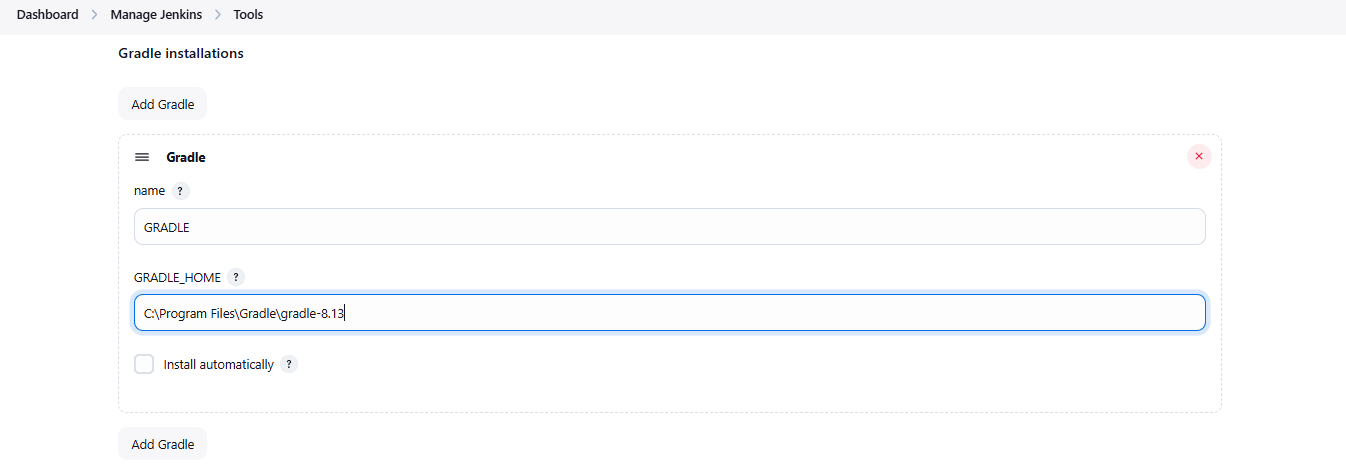 Dashboard > Manage Jenkins > Tools
Gradle installations
Add Gradle
Gradle
name ?
GRADLE
GRADLE_HOME ?
C:\Program Files\Gradle\gradle-8.13
Install automatically ?
Add Gradle